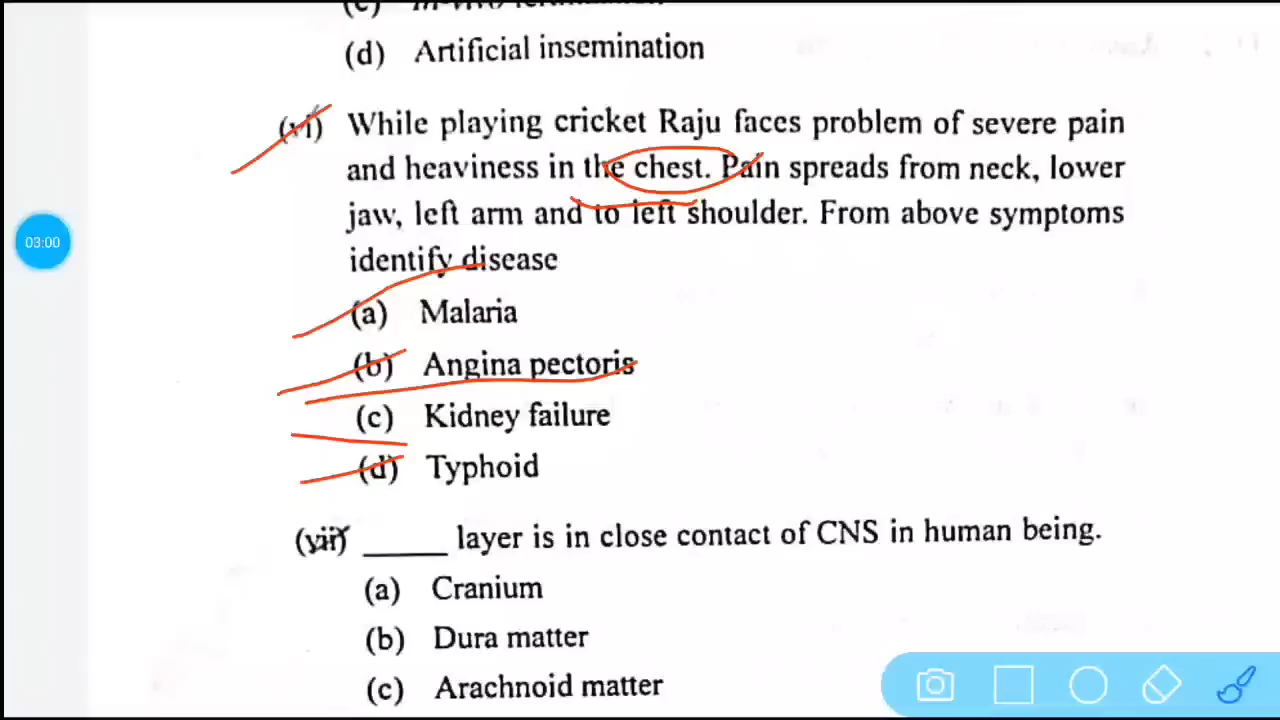 (d) Artificial insemination
(vi) While playing cricket Raju faces problem of severe pain
and heaviness in the chest. Pain spreads from neck, lower
jaw, left arm and to left shoulder. From above symptoms
identify disease
(a) Malaria
(b) Angina pectoris
(c) Kidney failure
(d) Typhoid
(vii) _____ layer is in close contact of CNS in human being.
(a) Cranium
(b) Dura matter
(c) Arachnoid matter
03:00